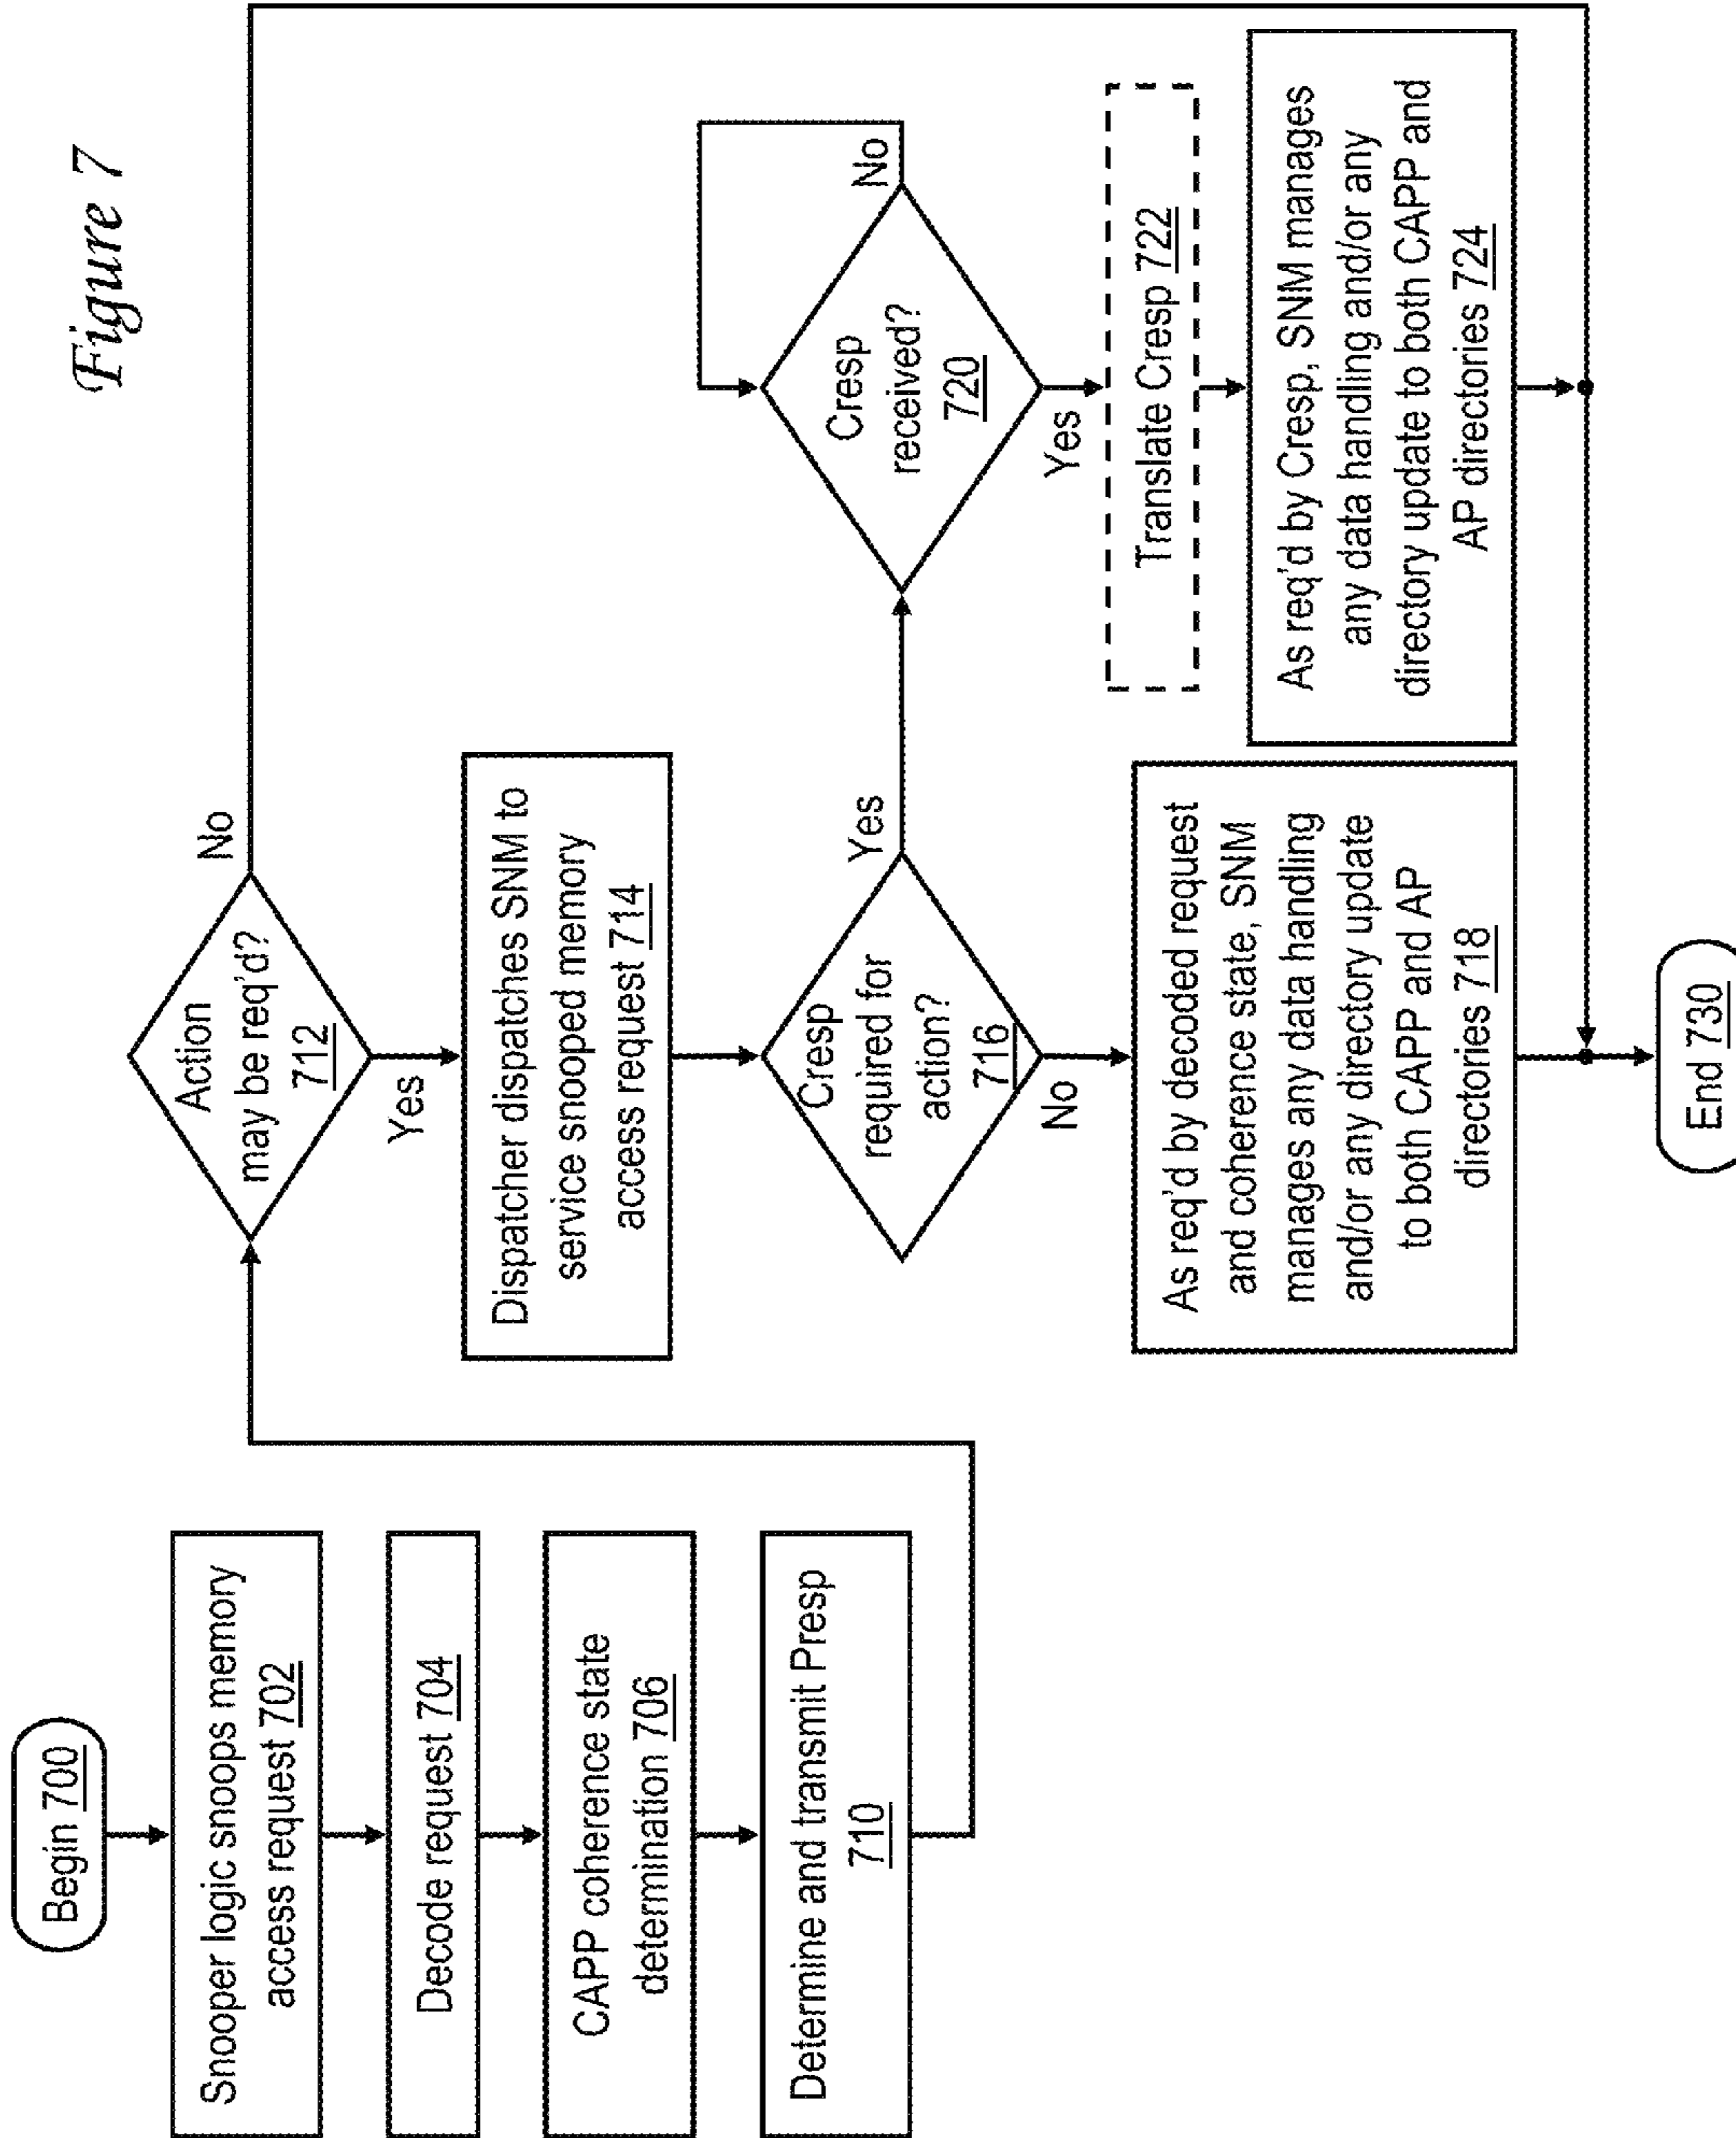 Figure 7
Begin 700
Snooper logic snoops memory
access request 702
Decode request 704
CAPP coherence state
determination 706
Determine and transmit Presp
710
Action
may be req'd?
712
No
Yes
Dispatcher dispatches SNM to
service snooped memory
access request 714
Cresp
required for
action?
716
Yes
No
As req'd by decoded request
and coherence state, SNM
manages any data handling
and/or any directory update
to both CAPP and AP
directories 718
Cresp
received?
720
No
Yes
Translate Cresp 722
As req'd by Cresp, SNM manages
any data handling and/or any
directory update to both CAPP and
AP directories 724
End 730